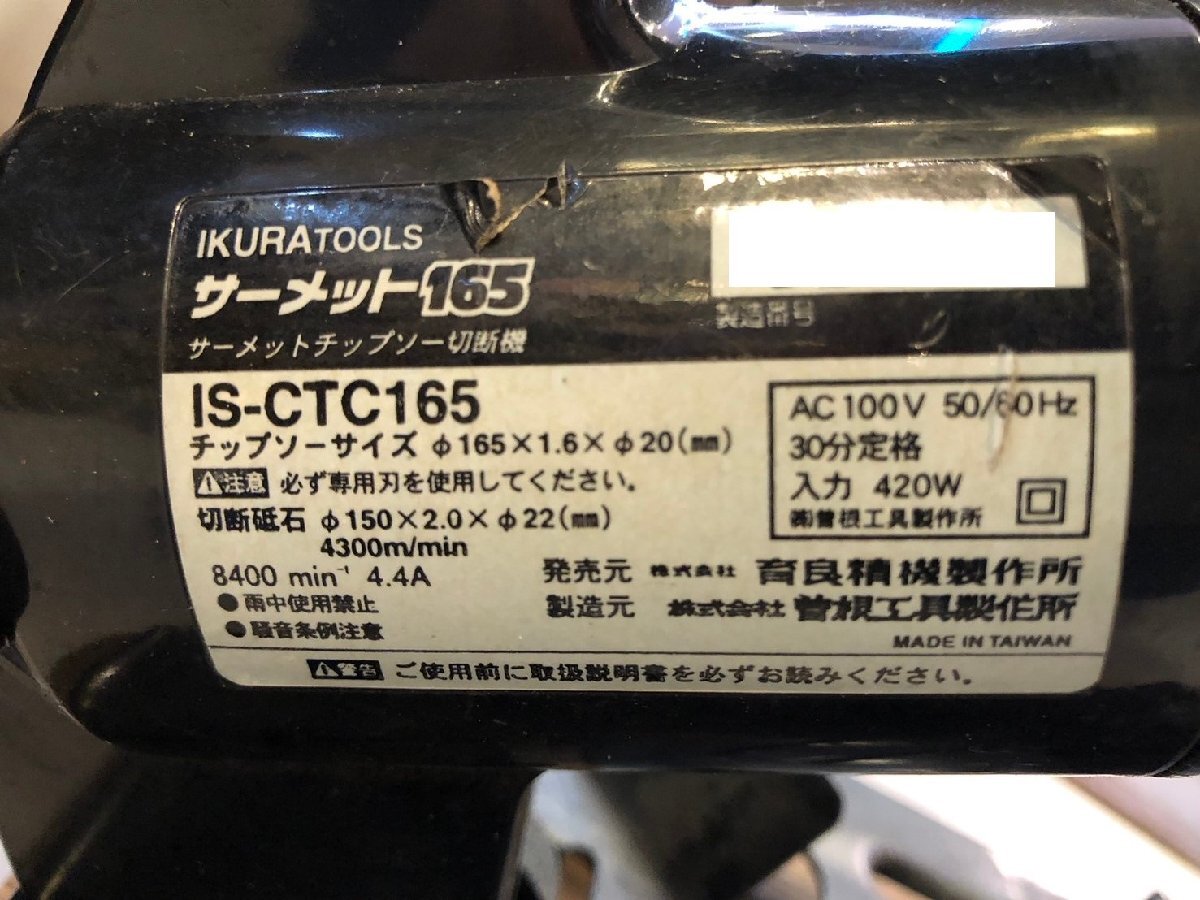 IKURATOOLS
サーメット165
サーメットチップソー切断機
製造番号
IS-CTC165
チップソーサイズ φ165×1.6×φ20(㎜)
⚠注意 必ず専用刃を使用してください。
切断砥石 φ150×2.0×φ22(㎜)
4300m/min
8400 min⁻¹ 4.4A
●雨中使用禁止
●騒音条例注意
AC100V 50/60Hz
30分定格
入力 420W
㈱曽根工具製作所
発売元 株式会社 育良精機製作所
製造元 株式会社 曽根工具製作所
MADE IN TAIWAN
⚠警告 ご使用前に取扱説明書を必ずお読みください。